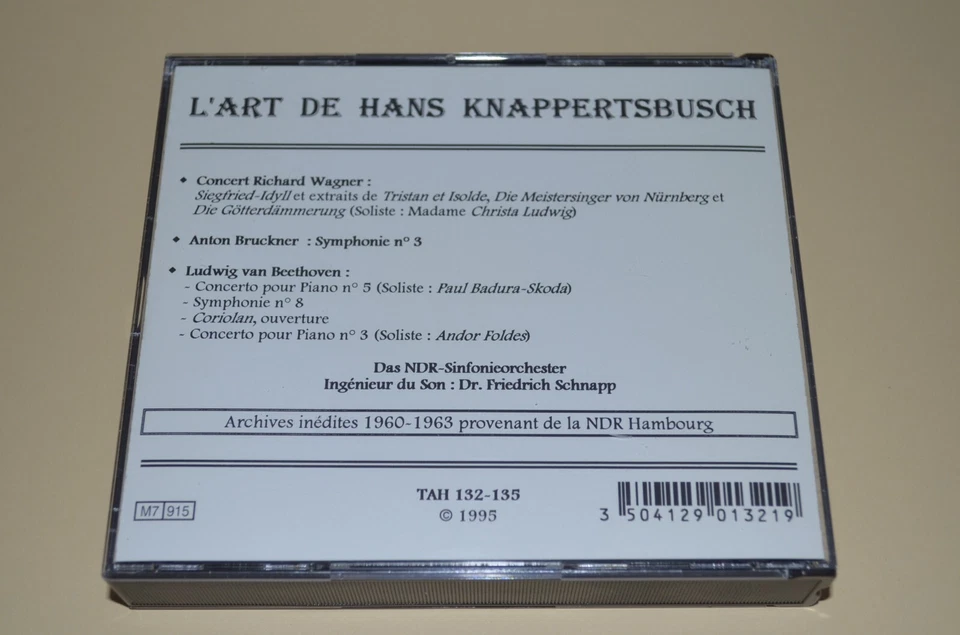 L'ART DE HANS KNAPPERTSBUSCH
◆ Concert Richard Wagner :
Siegfried-Idyll et extraits de Tristan et Isolde, Die Meistersinger von Nürnberg et
Die Götterdämmerung (Soliste : Madame Christa Ludwig)
◆ Anton Bruckner : Symphonie n° 3
◆ Ludwig van Beethoven :
- Concerto pour Piano n° 5 (Soliste : Paul Badura-Skoda)
- Symphonie n° 8
- Coriolan, ouverture
- Concerto pour Piano n° 3 (Soliste : Andor Foldes)
Das NDR-Sinfonieorchester
Ingénieur du Son : Dr. Friedrich Schnapp
Archives inédites 1960-1963 provenant de la NDR Hambourg
TAH 132-135
© 1995
M7 915
3 504129 013219